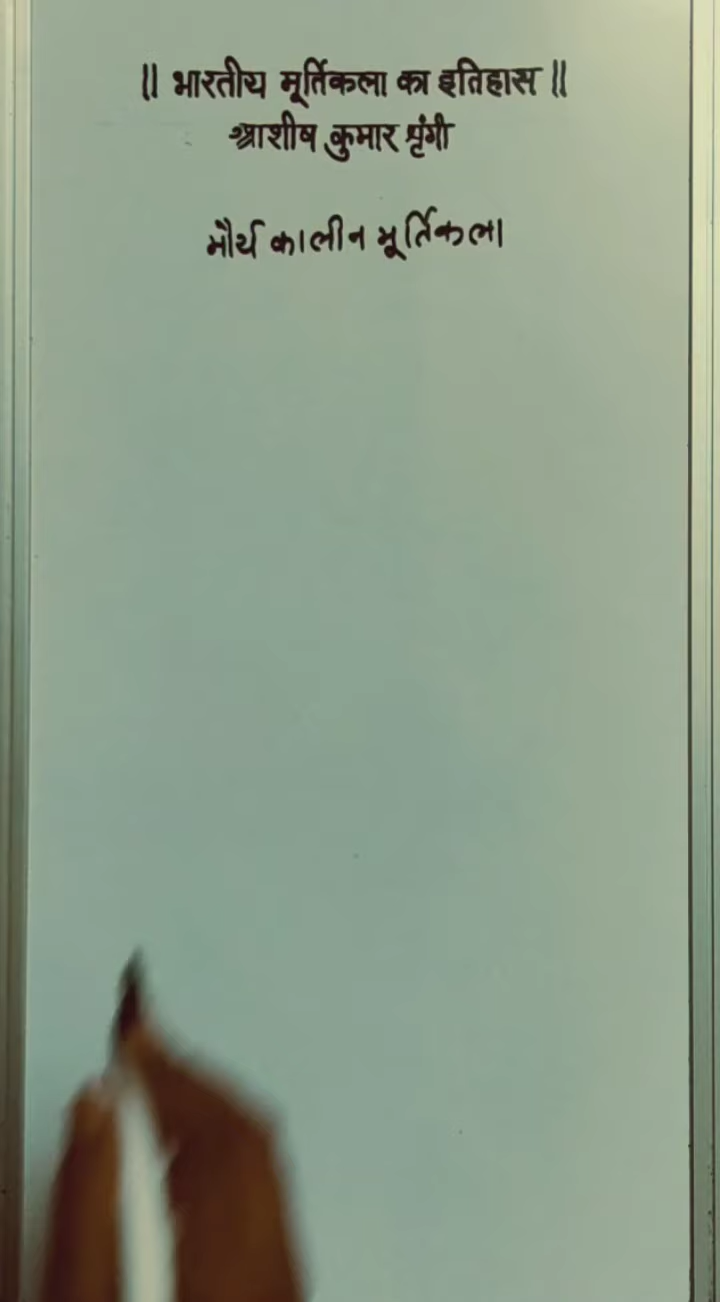 ॥ भारतीय मूर्तिकला का इतिहास ॥
आशीष कुमार श्रृंगी
मौर्य कालीन मूर्तिकला